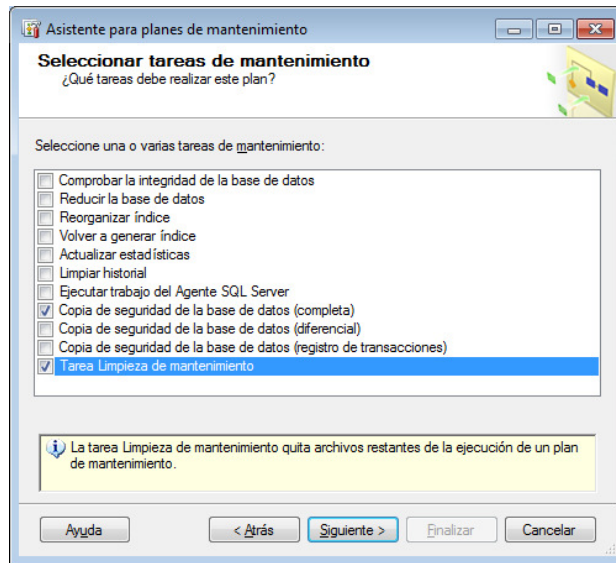 Asistente para planes de mantenimiento
Seleccionar tareas de mantenimiento
¿Qué tareas debe realizar este plan?
Seleccione una o varias tareas de mantenimiento:
Comprobar la integridad de la base de datos
Reducir la base de datos
Reorganizar índice
Volver a generar índice
Actualizar estadísticas
Limpiar historial
Ejecutar trabajo del Agente SQL Server
Copia de seguridad de la base de datos (completa)
Copia de seguridad de la base de datos (diferencial)
Copia de seguridad de la base de datos (registro de transacciones)
Tarea Limpieza de mantenimiento
La tarea Limpieza de mantenimiento quita archivos restantes de la ejecución de un plan
de mantenimiento.
Ayuda < Atrás Siguiente > Finalizar Cancelar